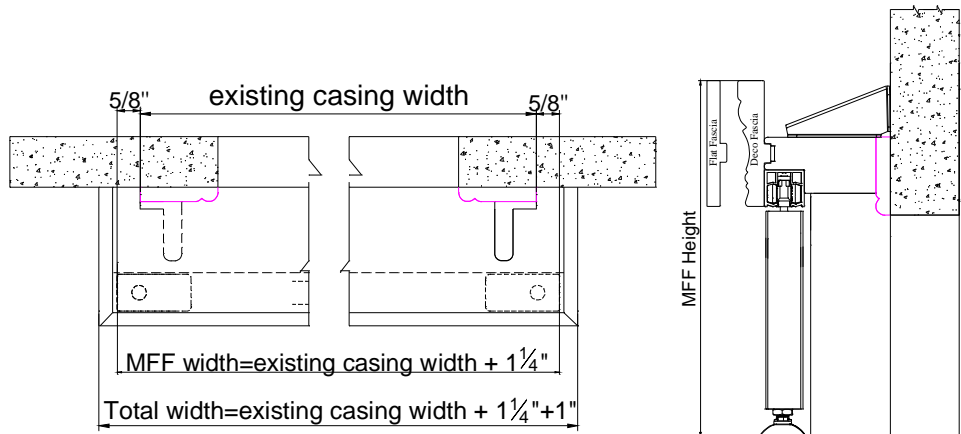 5/8"
existing casing width
5/8"
MFF width=existing casing width + 1¼"
Total width=existing casing width + 1¼"+1"
Flat Fascia
Deco Fascia
MFF Height